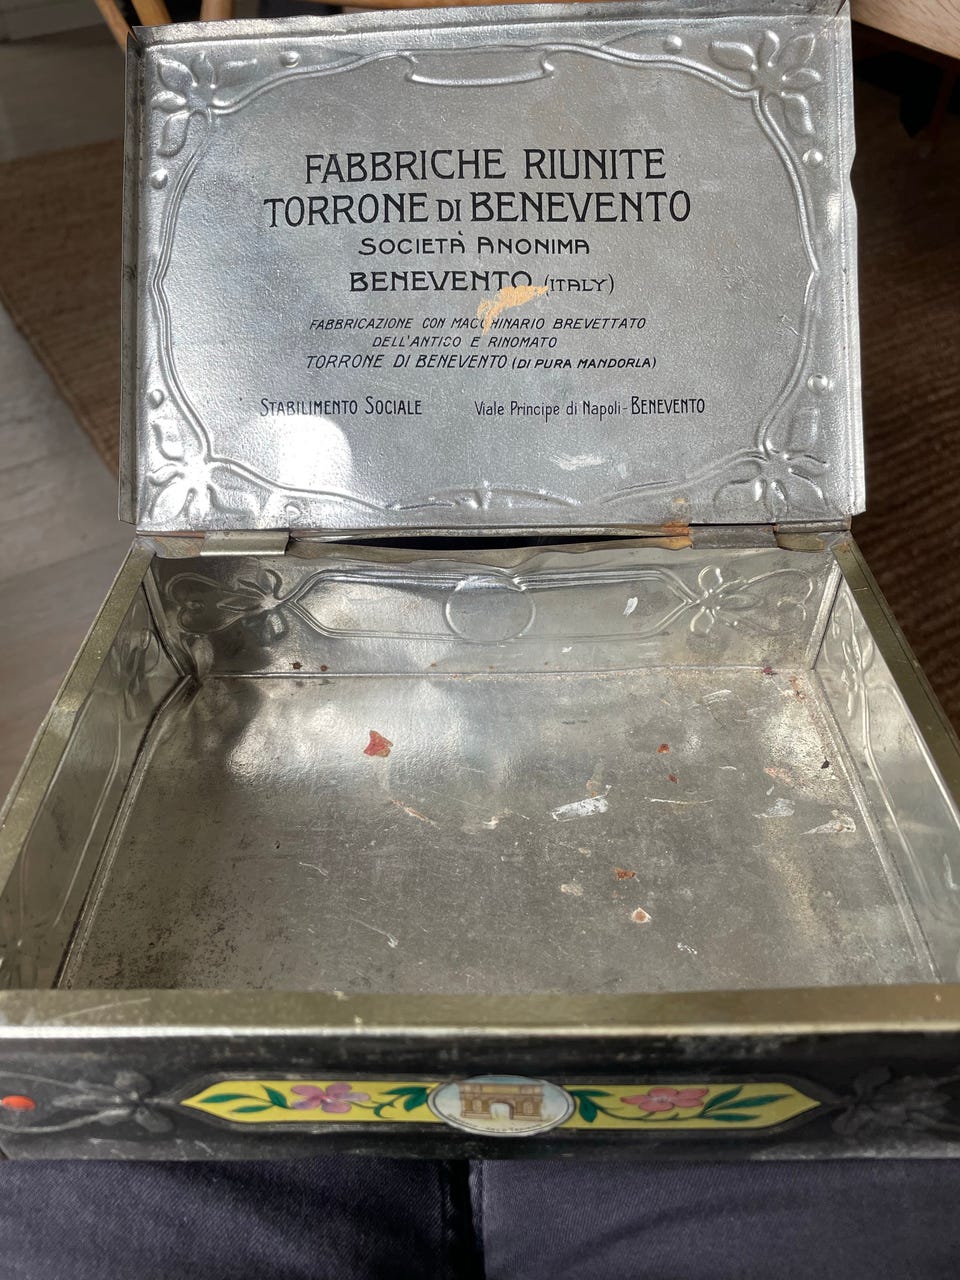 FABBRICHE RIUNITE
TORRONE DI BENEVENTO
SOCIETÀ ANONIMA
BENEVENTO (ITALY)
FABBRICAZIONE CON MACCHINARIO BREVETTATO
DELL'ANTICO E RINOMATO
TORRONE DI BENEVENTO (DI PURA MANDORLA)
STABILIMENTO SOCIALE Viale Principe di Napoli - BENEVENTO